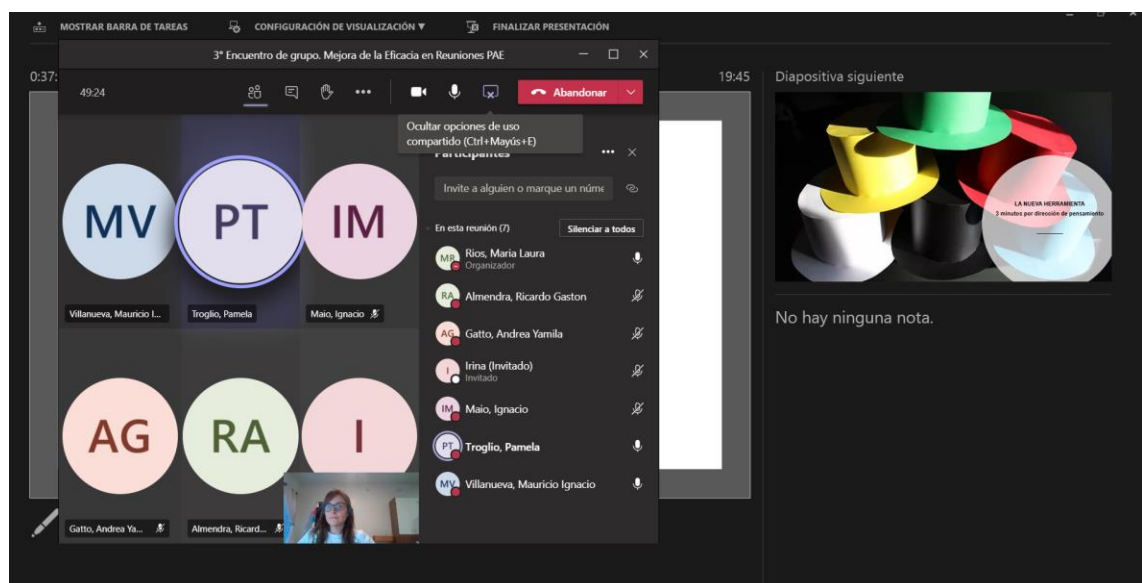 MOSTRAR BARRA DE TAREAS
CONFIGURACIÓN DE VISUALIZACIÓN ▼
FINALIZAR PRESENTACIÓN
3° Encuentro de grupo. Mejora de la Eficacia en Reuniones PAE
0:37:
19:45
Diapositiva siguiente
49:24
Abandonar
Ocultar opciones de uso
compartido (Ctrl+Mayús+E)
Participantes
Invite a alguien o marque un núme
En esta reunión (7)
Silenciar a todos
MV
Villanueva, Mauricio I...
PT
Troglio, Pamela
IM
Maio, Ignacio
AG
Gatto, Andrea Ya...
RA
Almendra, Ricard...
I
MR
Rios, Maria Laura
Organizador
RA
Almendra, Ricardo Gaston
AG
Gatto, Andrea Yamila
I
Irina (Invitado)
Invitado
IM
Maio, Ignacio
PT
Troglio, Pamela
MV
Villanueva, Mauricio Ignacio
LA NUEVA HERRAMIENTA
3 minutos por dirección de pensamiento
No hay ninguna nota.